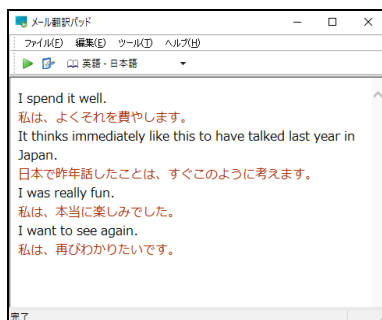 メール翻訳パッド
ファイル(F) 編集(E) ツール(T) ヘルプ(H)
英語 - 日本語
I spend it well.
私は、よくそれを費やします。
It thinks immediately like this to have talked last year in
Japan.
日本で昨年話したことは、すぐこのように考えます。
I was really fun.
私は、本当に楽しみでした。
I want to see again.
私は、再びわかりたいです。
完了